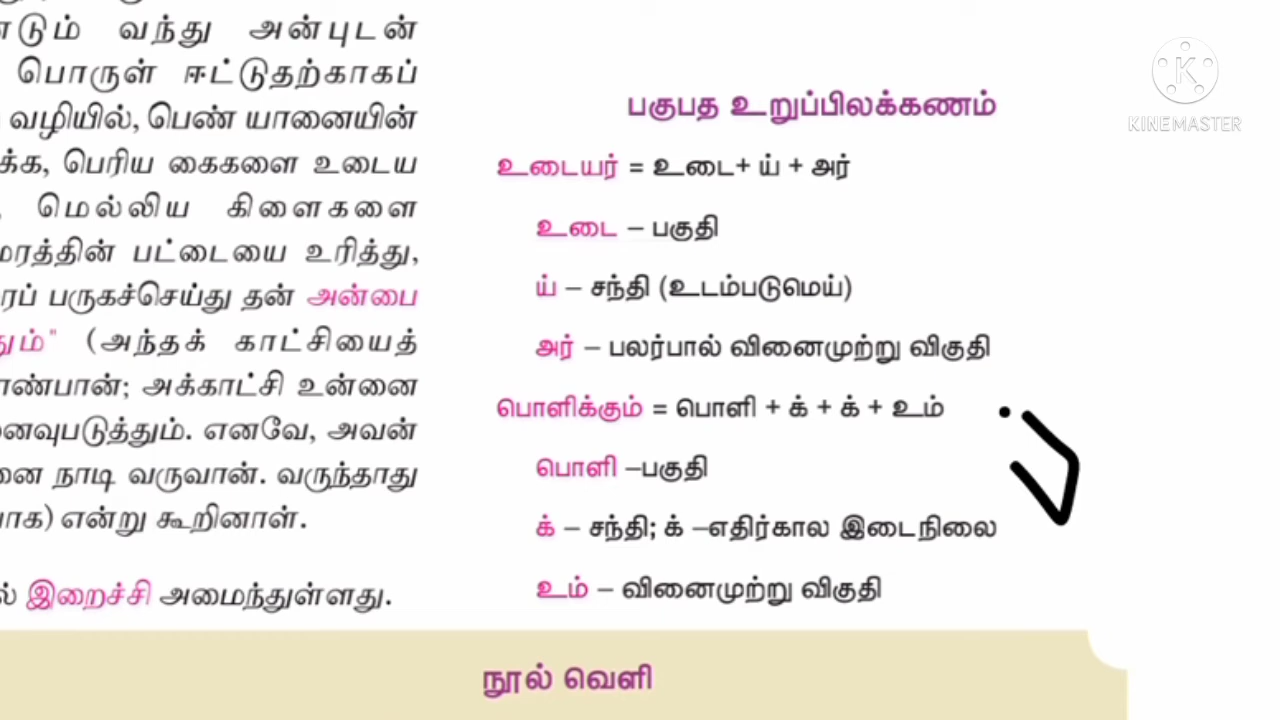 ண்டும் வந்து அன்புடன்
பொருள் ஈட்டுதற்காகப்
வழியில், பெண் யானையின்
க்க, பெரிய கைகளை உடைய
மெல்லிய கிளைகளை
மரத்தின் பட்டையை உரித்து,
ரைப் பருகச்செய்து தன் அன்பை
தும்" (அந்தக் காட்சியைத்
காண்பான்; அக்காட்சி உன்னை
னைவுபடுத்தும். எனவே, அவன்
னை நாடி வருவான். வருந்தாது
பாக) என்று கூறினாள்.
ல் இறைச்சி அமைந்துள்ளது.
பகுபத உறுப்பிலக்கணம்
உடையர் = உடை+ ய் + அர்
உடை – பகுதி
ய் – சந்தி (உடம்படுமெய்)
அர் – பலர்பால் வினைமுற்று விகுதி
பொளிக்கும் = பொளி + க் + க் + உம்
பொளி –பகுதி
க் – சந்தி; க் –எதிர்கால இடைநிலை
உம் – வினைமுற்று விகுதி
நூல் வெளி
KINEMASTER